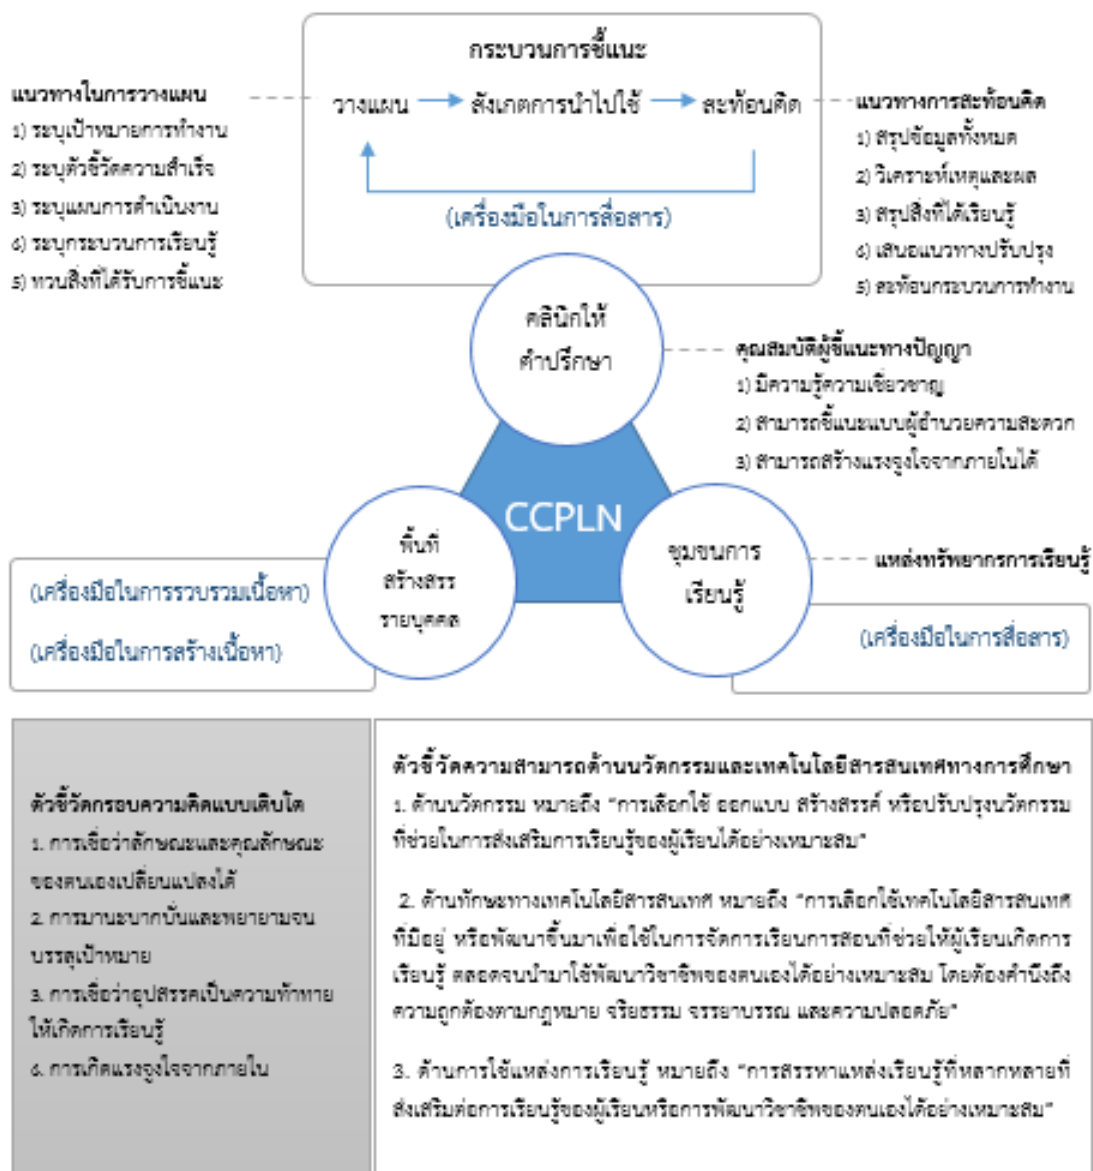 กระบวนการชี้แนะ
วางแผน
สังเกตการนำไปใช้
สะท้อนคิด
(เครื่องมือในการสื่อสาร)
แนวทางในการวางแผน
1) ระบุเป้าหมายการทำงาน
2) ระบุตัวชี้วัดความสำเร็จ
3) ระบุแผนการดำเนินงาน
4) ระบุกระบวนการเรียนรู้
5) ทวนสิ่งที่ได้รับการชี้แนะ
แนวทางการสะท้อนคิด
1) สรุปข้อมูลทั้งหมด
2) วิเคราะห์เหตุและผล
3) สรุปสิ่งที่ได้เรียนรู้
4) เสนอแนวทางปรับปรุง
5) สะท้อนกระบวนการทำงาน
คลินิกให้
คำปรึกษา
คุณสมบัติผู้ชี้แนะทางปัญญา
1) มีความรู้ความเชี่ยวชาญ
2) สามารถชี้แนะแบบผู้อำนวยความสะดวก
3) สามารถสร้างแรงจูงใจจากภายในได้
CCPLN
พื้นที่
สร้างสรร
รายบุคคล
ชุมชนการ
เรียนรู้
แหล่งทรัพยากรการเรียนรู้
(เครื่องมือในการรวบรวมเนื้อหา)
(เครื่องมือในการสร้างเนื้อหา)
(เครื่องมือในการสื่อสาร)
ตัวชี้วัดกรอบความคิดแบบเติบโต
1. การเชื่อว่าลักษณะและคุณลักษณะ
ของตนเองเปลี่ยนแปลงได้
2. การมานะบากบั่นและพยายามจน
บรรลุเป้าหมาย
3. การเชื่อว่าอุปสรรคเป็นความท้าทาย
ให้เกิดการเรียนรู้
4. การเกิดแรงจูงใจจากภายใน
ตัวชี้วัดความสามารถด้านนวัตกรรมและเทคโนโลยีสารสนเทศทางการศึกษา
1. ด้านนวัตกรรม หมายถึง "การเลือกใช้ ออกแบบ สร้างสรรค์ หรือปรับปรุงนวัตกรรม
ที่ช่วยในการส่งเสริมการเรียนรู้ของผู้เรียนได้อย่างเหมาะสม"
2. ด้านทักษะทางเทคโนโลยีสารสนเทศ หมายถึง "การเลือกใช้เทคโนโลยีสารสนเทศ
ที่มีอยู่ หรือพัฒนาขึ้นมาเพื่อใช้ในการจัดการเรียนการสอนที่ช่วยให้ผู้เรียนเกิดการ
เรียนรู้ ตลอดจนนำมาใช้พัฒนาวิชาชีพของตนเองได้อย่างเหมาะสม โดยต้องคำนึงถึง
ความถูกต้องตามกฎหมาย จริยธรรม จรรยาบรรณ และความปลอดภัย"
3. ด้านการใช้แหล่งการเรียนรู้ หมายถึง "การสรรหาแหล่งเรียนรู้ที่หลากหลายที่
ส่งเสริมต่อการเรียนรู้ของผู้เรียนหรือการพัฒนาวิชาชีพของตนเองได้อย่างเหมาะสม"